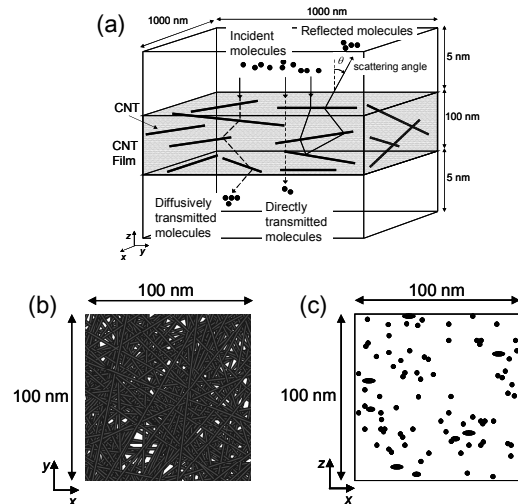 (a)
1000 nm
1000 nm
Incident
molecules
Reflected molecules
θ
scattering angle
5 nm
CNT
CNT
Film
100 nm
5 nm
Diffusively
transmitted
molecules
Directly
transmitted
molecules
z
y
x
(b)
100 nm
100 nm
y
x
(c)
100 nm
100 nm
z
x